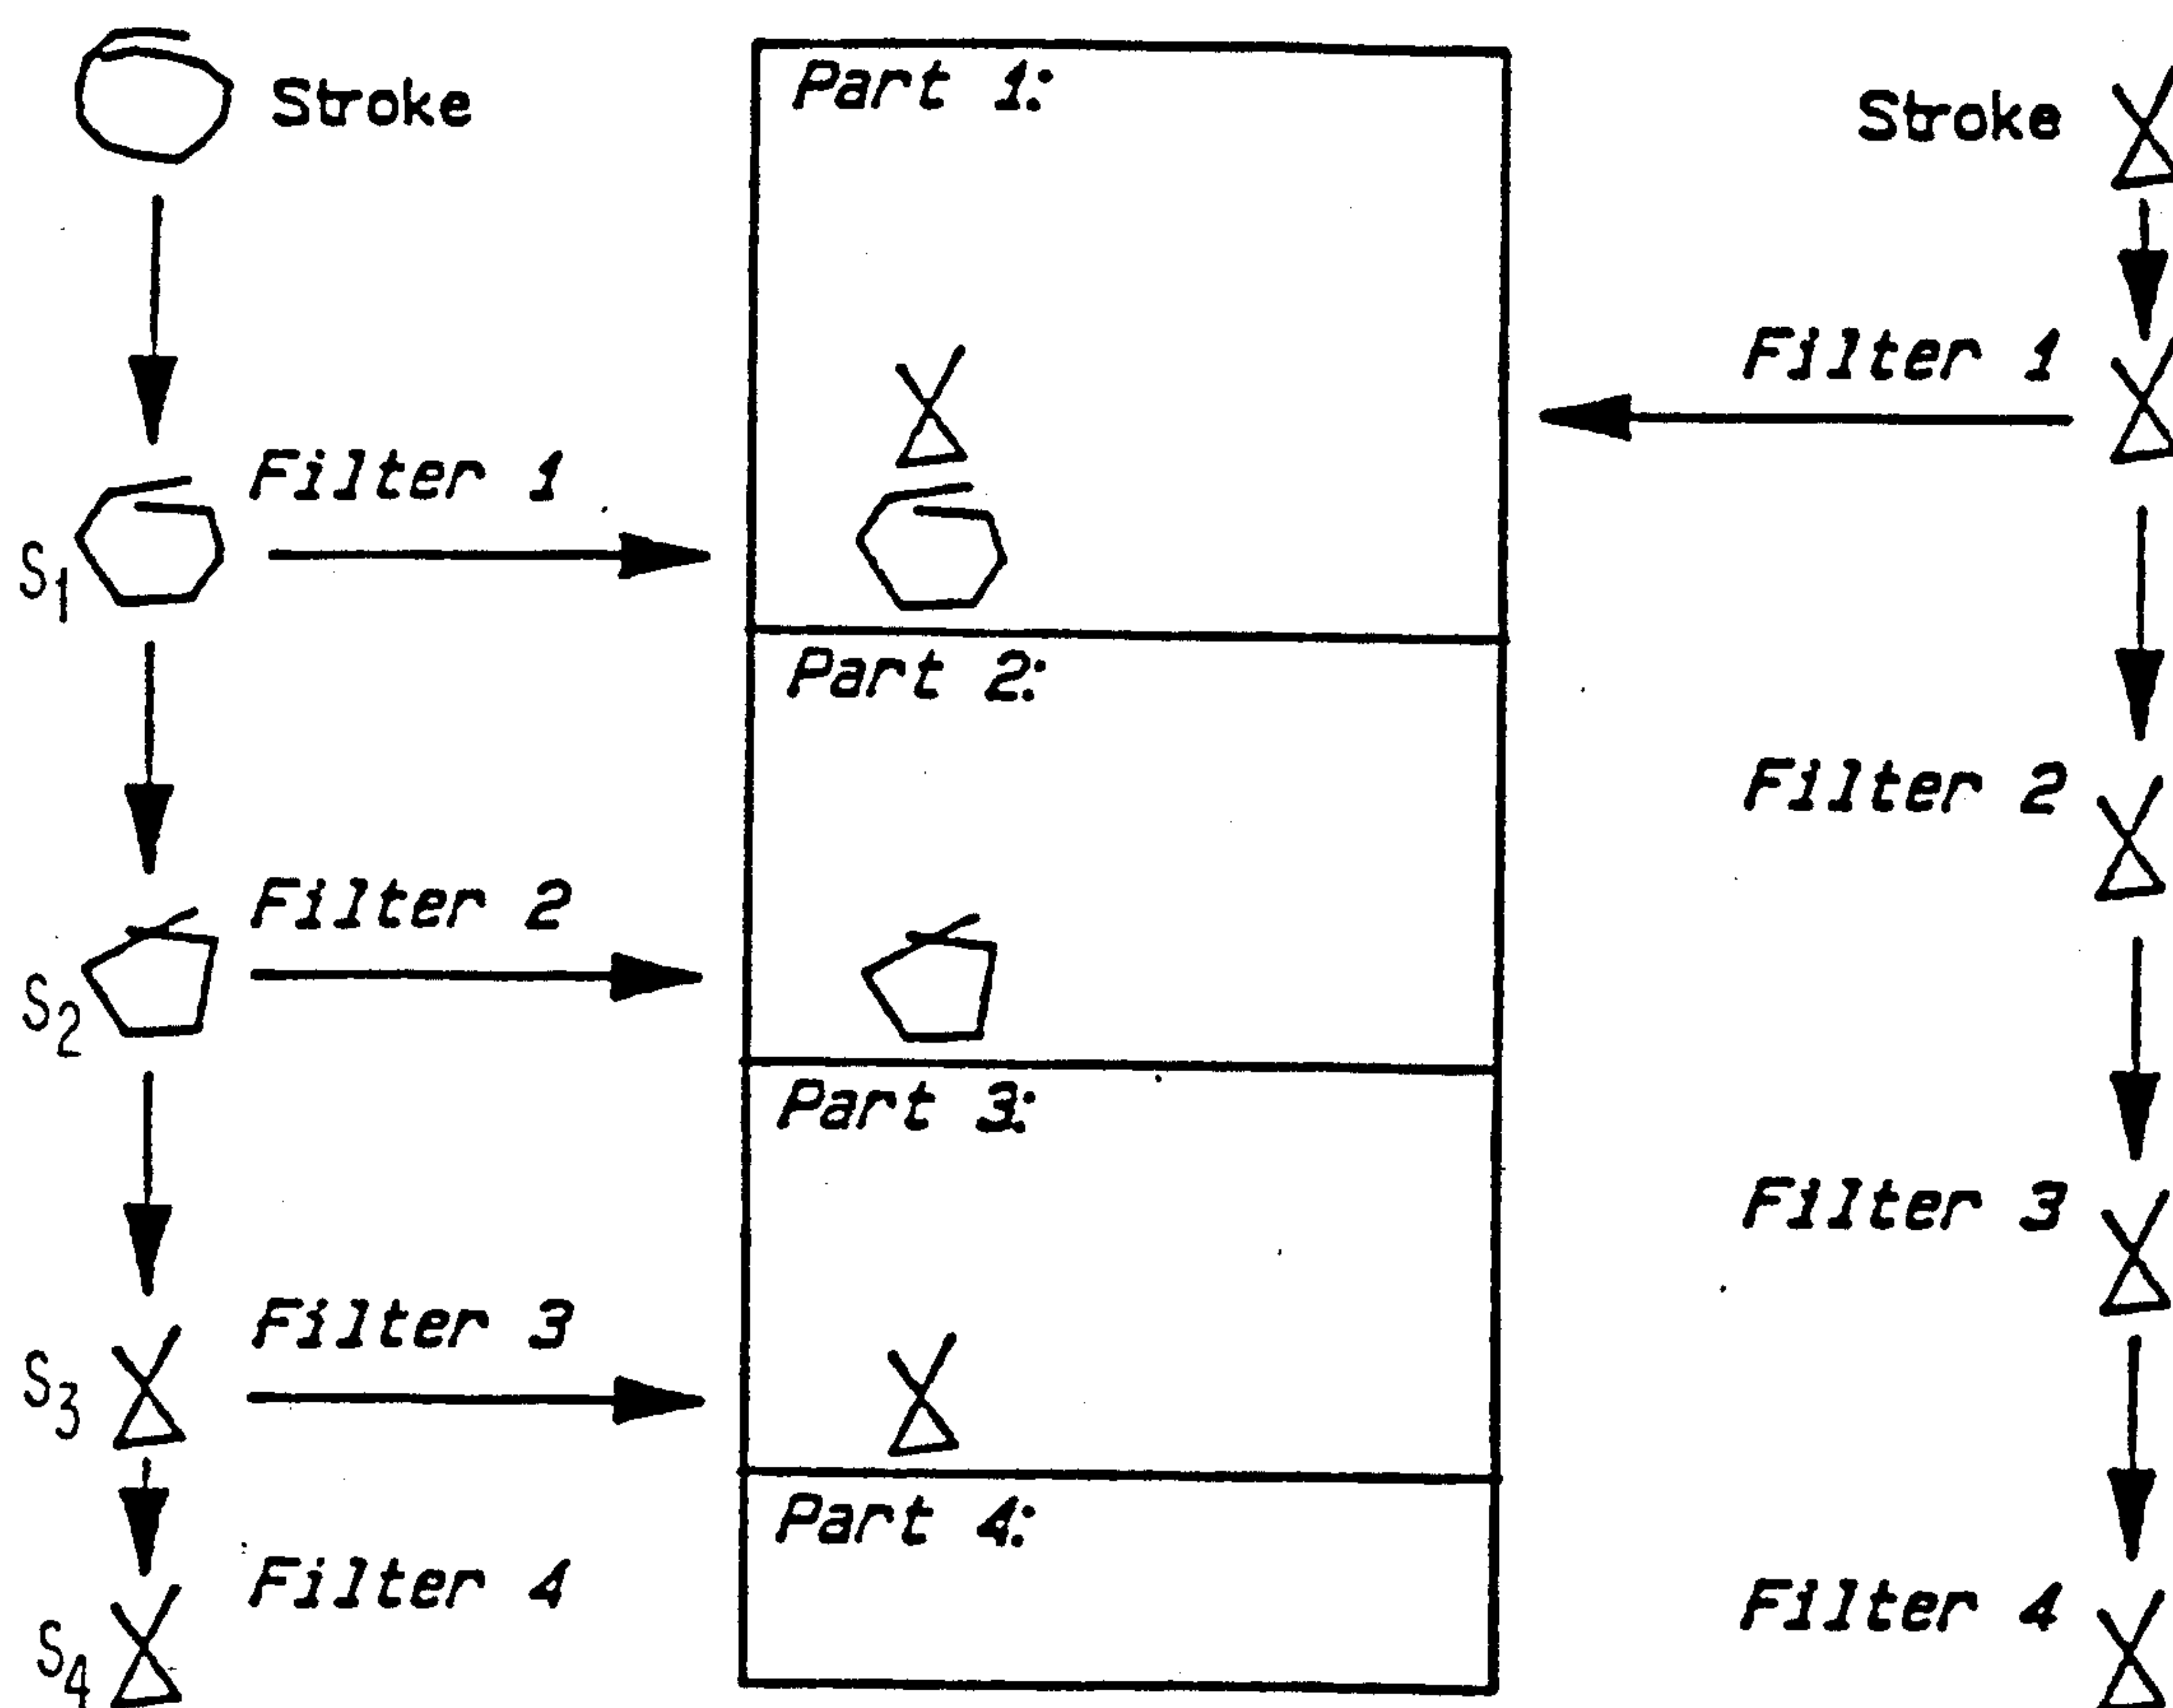 Stroke
Part 1:
Stroke
Filter 1
Filter 1
S1
Part 2:
Filter 2
Filter 2
S2
Part 3:
Filter 3
Filter 3
S3
Part 4:
Filter 4
Filter 4
S4